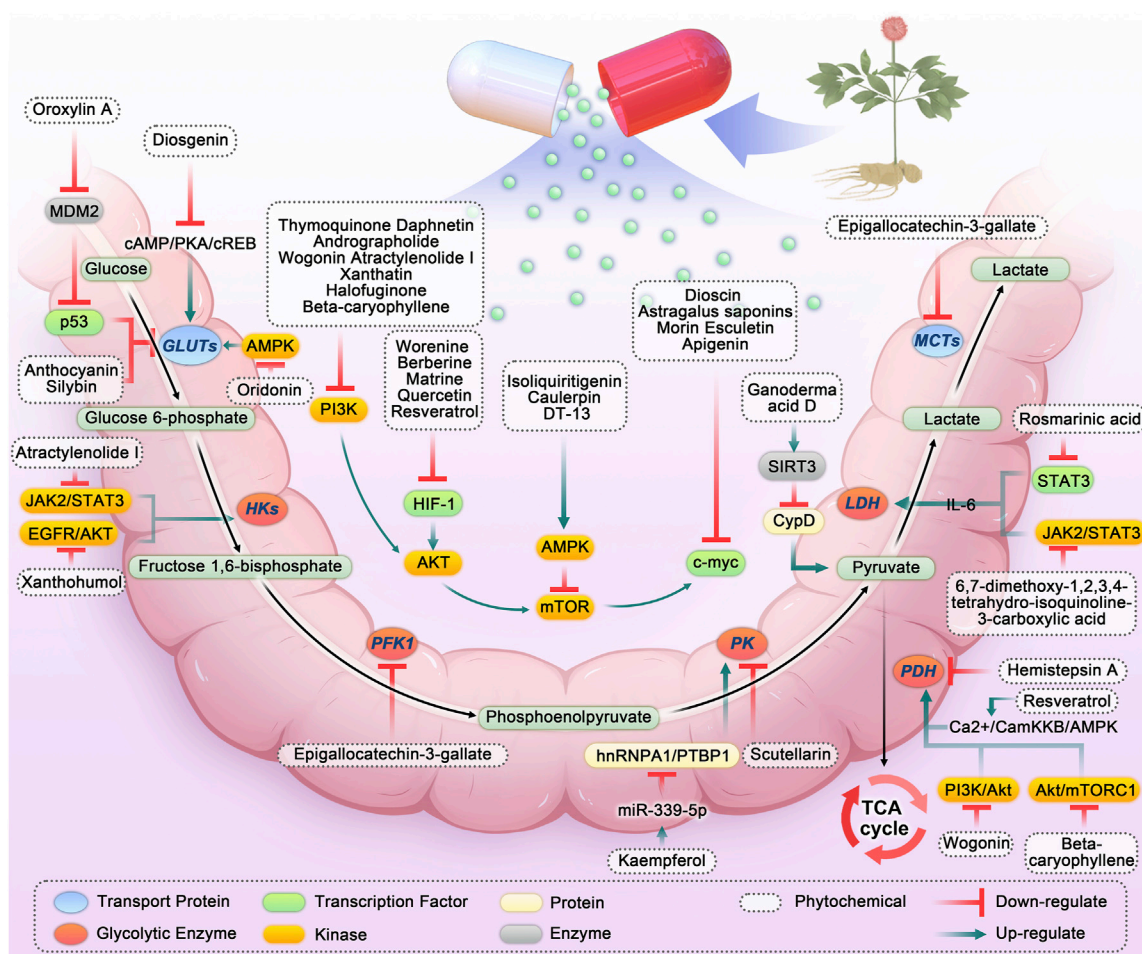 Oroxylin A
MDM2
Diosgenin
cAMP/PKA/cREB
Glucose
p53
GLUTs
AMPK
Anthocyanin
Silybin
Oridonin
Glucose 6-phosphate
Atractylenolide I
JAK2/STAT3
EGFR/AKT
Xanthohumol
HKs
Fructose 1,6-bisphosphate
Thymoquinone Daphnetin
Andrographolide
Wogonin Atractylenolide I
Xanthatin
Halofuginone
Beta-caryophyllene
PI3K
Worenine
Berberine
Matrine
Quercetin
Resveratrol
HIF-1
AKT
Isoliquiritigenin
Caulerpin
DT-13
AMPK
mTOR
Dioscin
Astragalus saponins
Morin Esculetin
Apigenin
c-myc
Ganoderma
acid D
SIRT3
CypD
Epigallocatechin-3-gallate
MCTs
Lactate
Lactate
Rosmarinic acid
STAT3
LDH
IL-6
JAK2/STAT3
6,7-dimethoxy-1,2,3,4-
tetrahydro-isoquinoline-
3-carboxylic acid
Pyruvate
PFK1
Epigallocatechin-3-gallate
Phosphoenolpyruvate
PK
hnRNPA1/PTBP1
Scutellarin
miR-339-5p
Kaempferol
PDH
Hemistepsin A
Resveratrol
Ca2+/CamKKB/AMPK
PI3K/Akt
Akt/mTORC1
Wogonin
Beta-
caryophyllene
TCA
cycle
Transport Protein
Transcription Factor
Protein
Phytochemical
Down-regulate
Glycolytic Enzyme
Kinase
Enzyme
Up-regulate